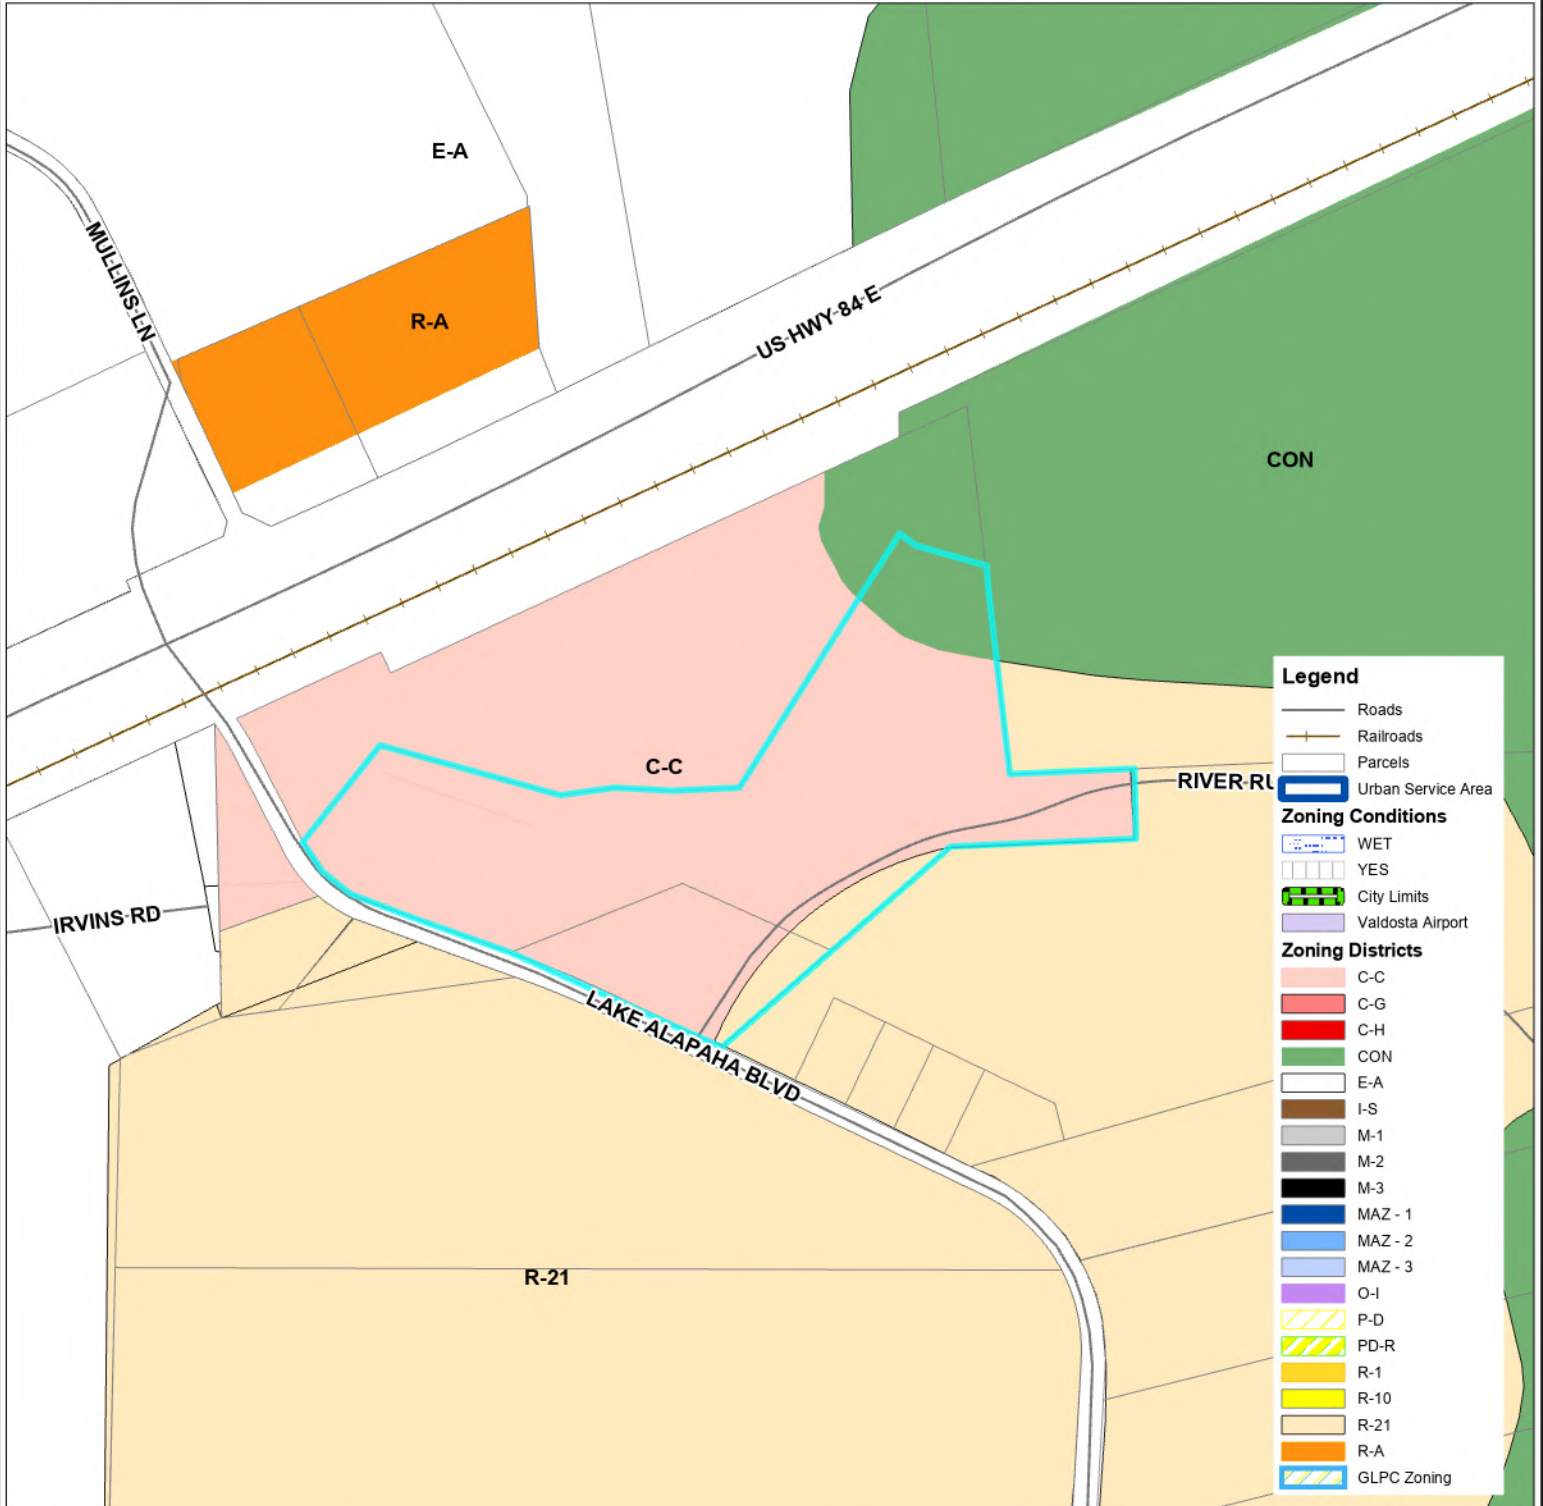 E-A
MULLINS LN
R-A
US HWY 84 E
CON
C-C
RIVER RU
IRVINS RD
LAKE ALAPAHA BLVD
R-21
Legend
Roads
Railroads
Parcels
Urban Service Area
Zoning Conditions
WET
YES
City Limits
Valdosta Airport
Zoning Districts
C-C
C-G
C-H
CON
E-A
I-S
M-1
M-2
M-3
MAZ - 1
MAZ - 2
MAZ - 3
O-I
P-D
PD-R
R-1
R-10
R-21
R-A
GLPC Zoning